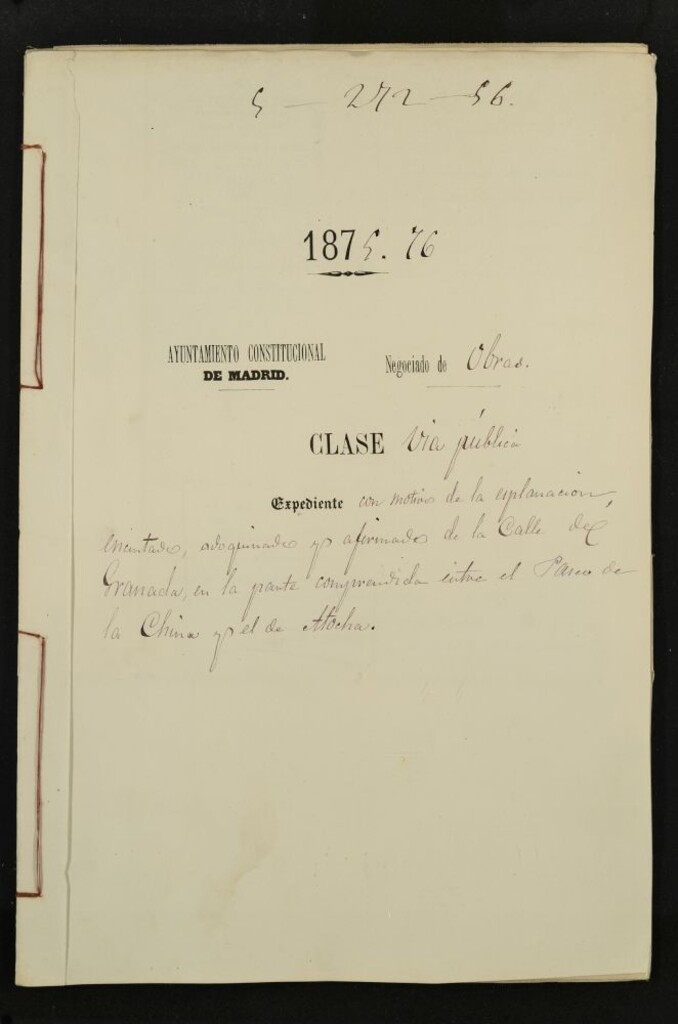 5 — 272 — 56.
1875. 76
AYUNTAMIENTO CONSTITUCIONAL
DE MADRID.
Negociado de Obras.
CLASE Via pública
Expediente con motivo de la esplanacion,
encintado, adoquinado y afirmado de la Calle de
Granada, en la parte comprendida entre el Paseo de
la China y el de Atocha.